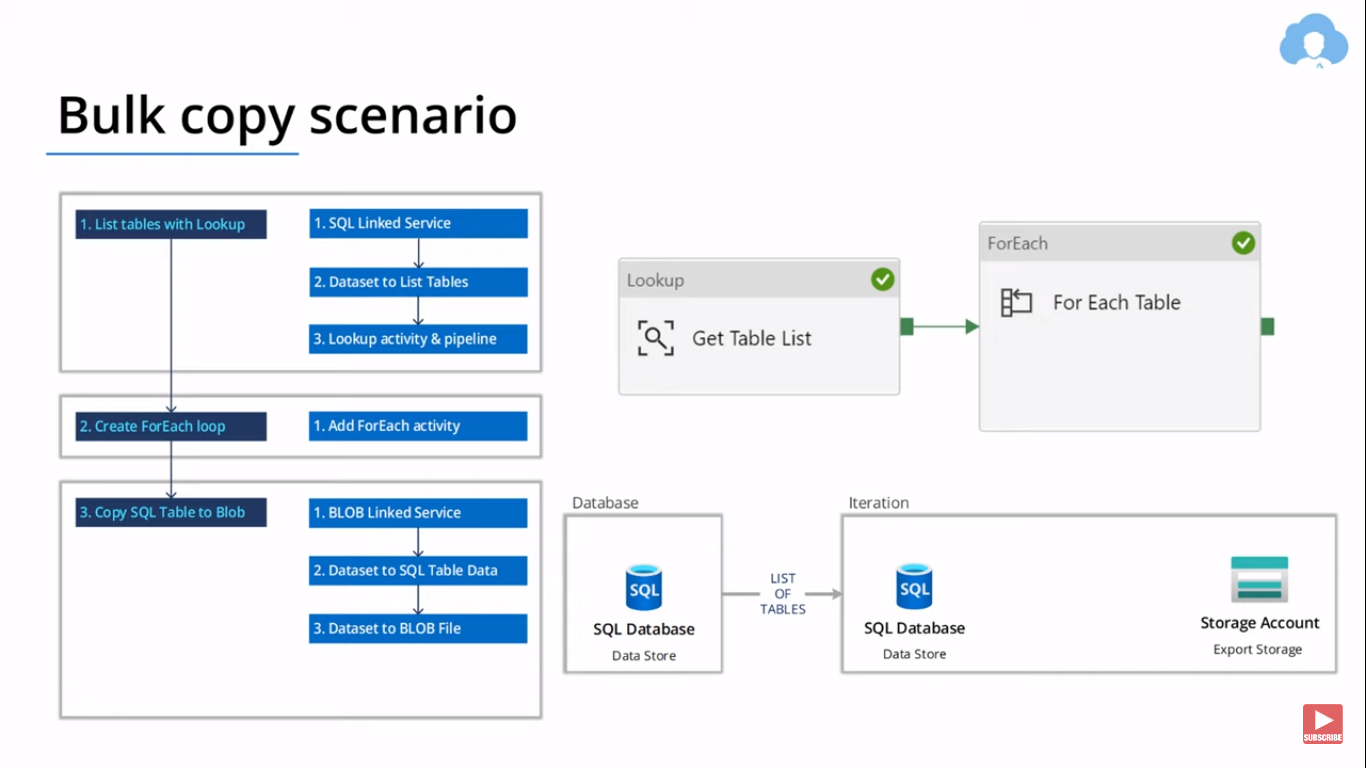 Bulk copy scenario
1. List tables with Lookup
1. SQL Linked Service
2. Dataset to List Tables
3. Lookup activity & pipeline
2. Create ForEach loop
1. Add ForEach activity
3. Copy SQL Table to Blob
1. BLOB Linked Service
2. Dataset to SQL Table Data
3. Dataset to BLOB File
Lookup
Get Table List
ForEach
For Each Table
Database
SQL
SQL Database
Data Store
LIST
OF
TABLES
Iteration
SQL
SQL Database
Data Store
Storage Account
Export Storage
SUBSCRIBE